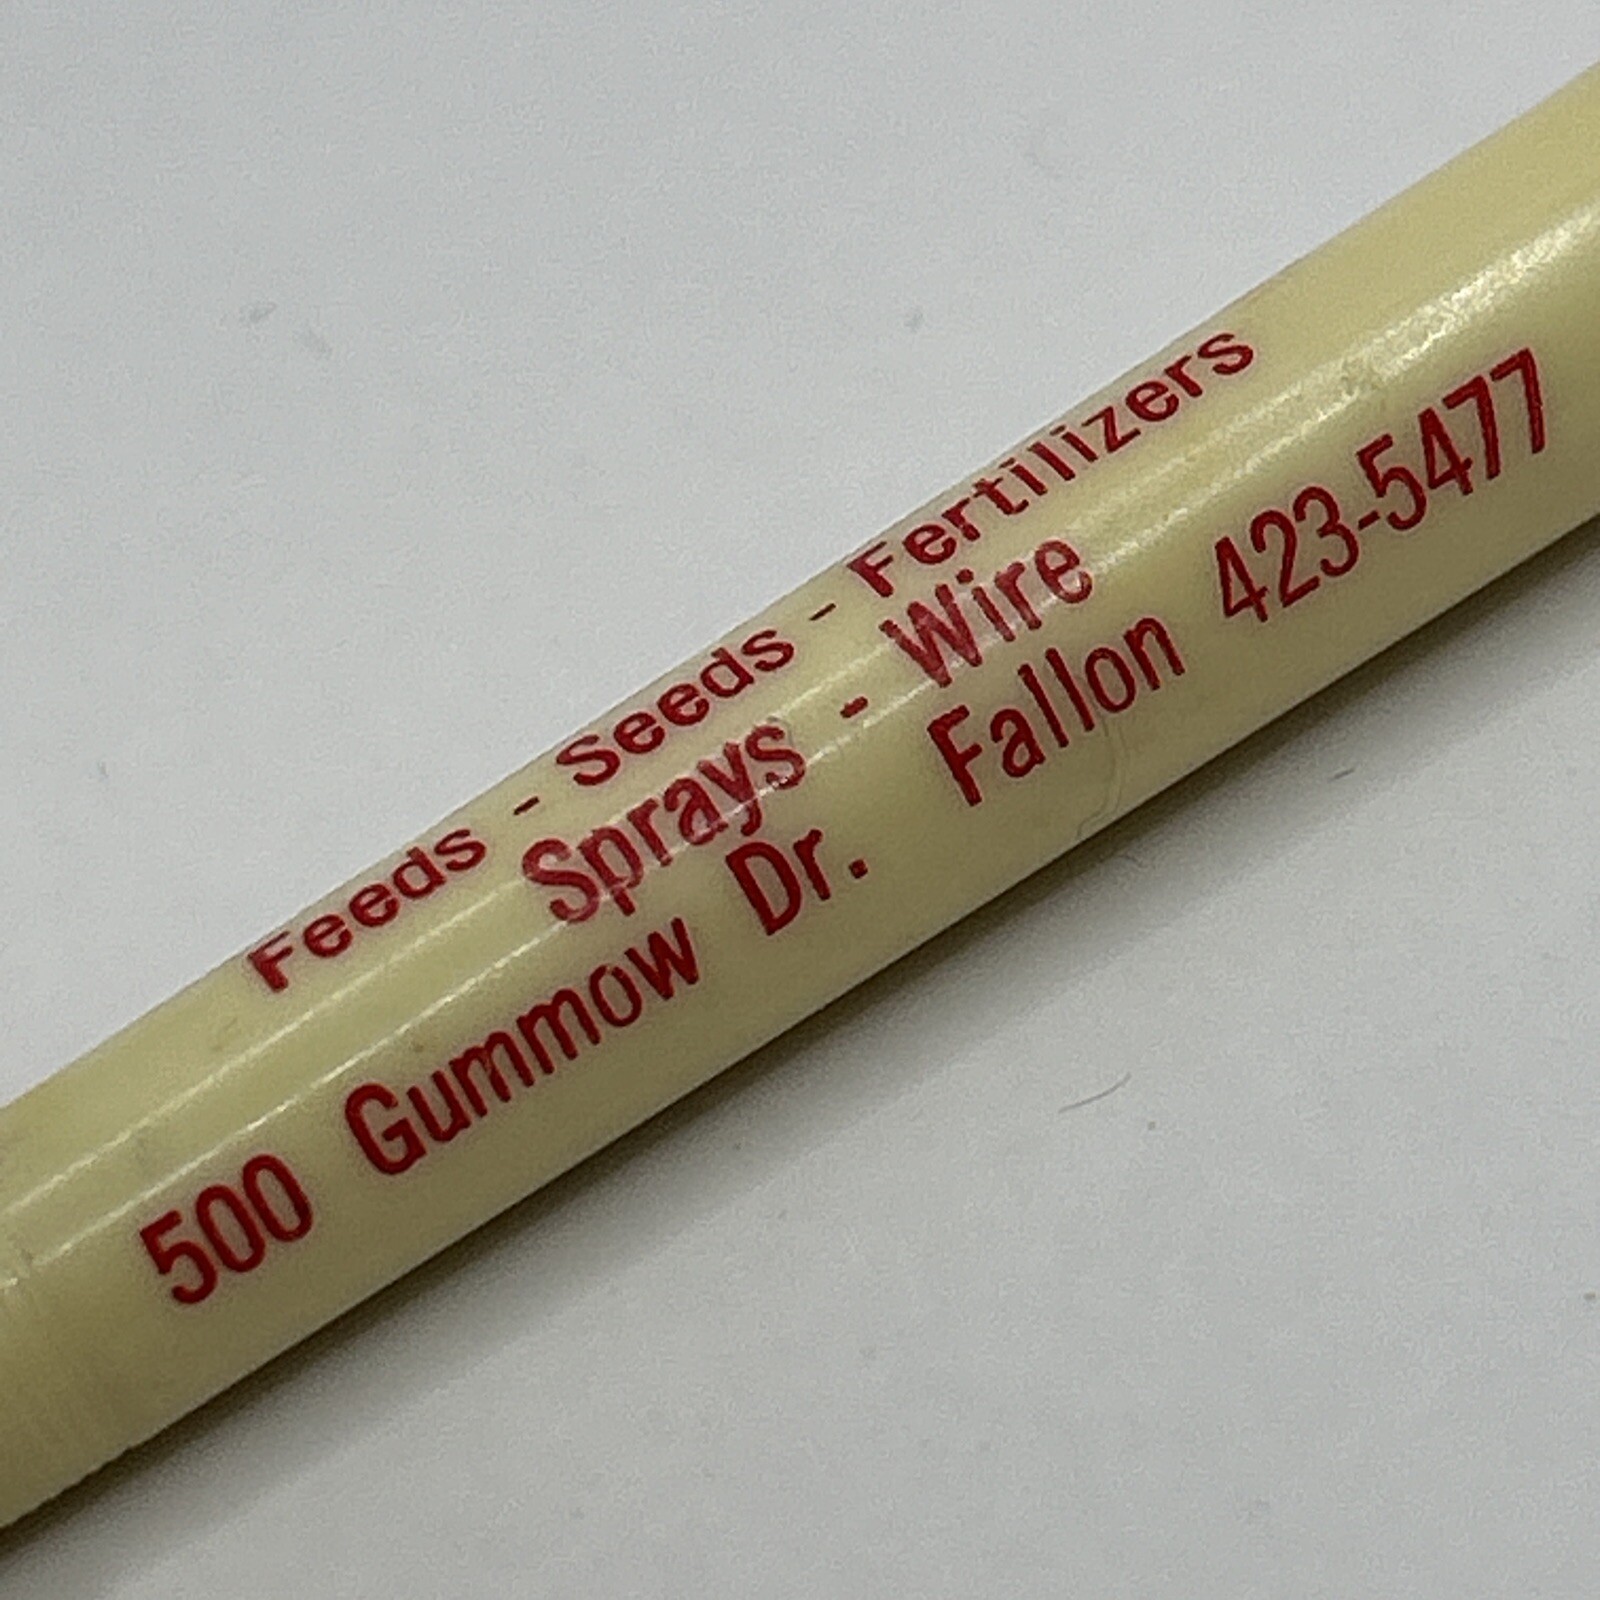 Feeds - Seeds - Fertilizers
Sprays - Wire
500 Gummow Dr. Fallon 423-5477